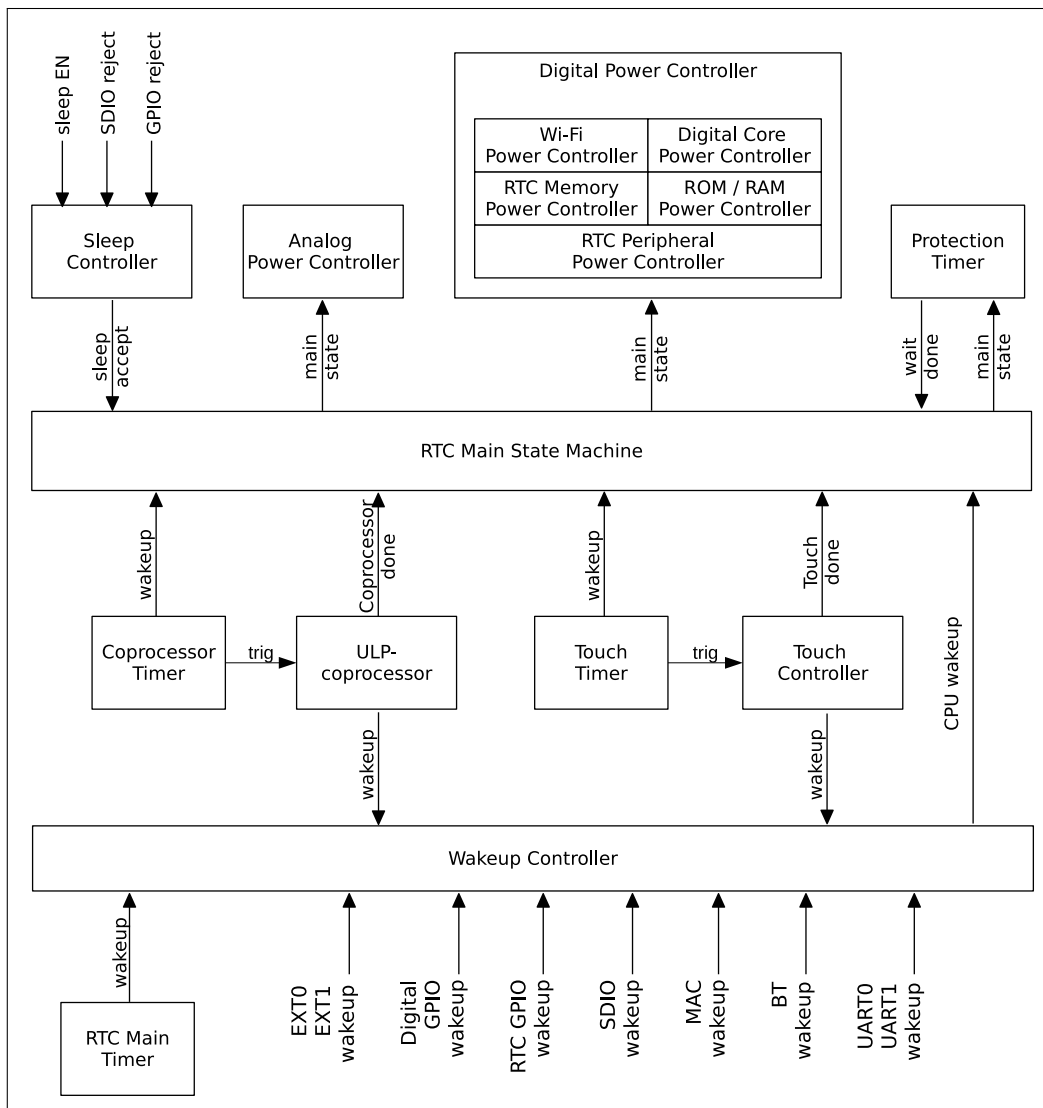 sleep EN
SDIO reject
GPIO reject
Digital Power Controller
Wi-Fi
Power Controller
Digital Core
Power Controller
RTC Memory
Power Controller
ROM / RAM
Power Controller
RTC Peripheral
Power Controller
Sleep
Controller
Analog
Power Controller
Protection
Timer
sleep
accept
main
state
main
state
wait
done
main
state
RTC Main State Machine
wakeup
Coprocessor
done
wakeup
Touch
done
CPU wakeup
Coprocessor
Timer
trig
ULP-
coprocessor
Touch
Timer
trig
Touch
Controller
wakeup
wakeup
Wakeup Controller
wakeup
EXT0
EXT1
wakeup
Digital
GPIO
wakeup
RTC GPIO
wakeup
SDIO
wakeup
MAC
wakeup
BT
wakeup
UART0
UART1
wakeup
RTC Main
Timer